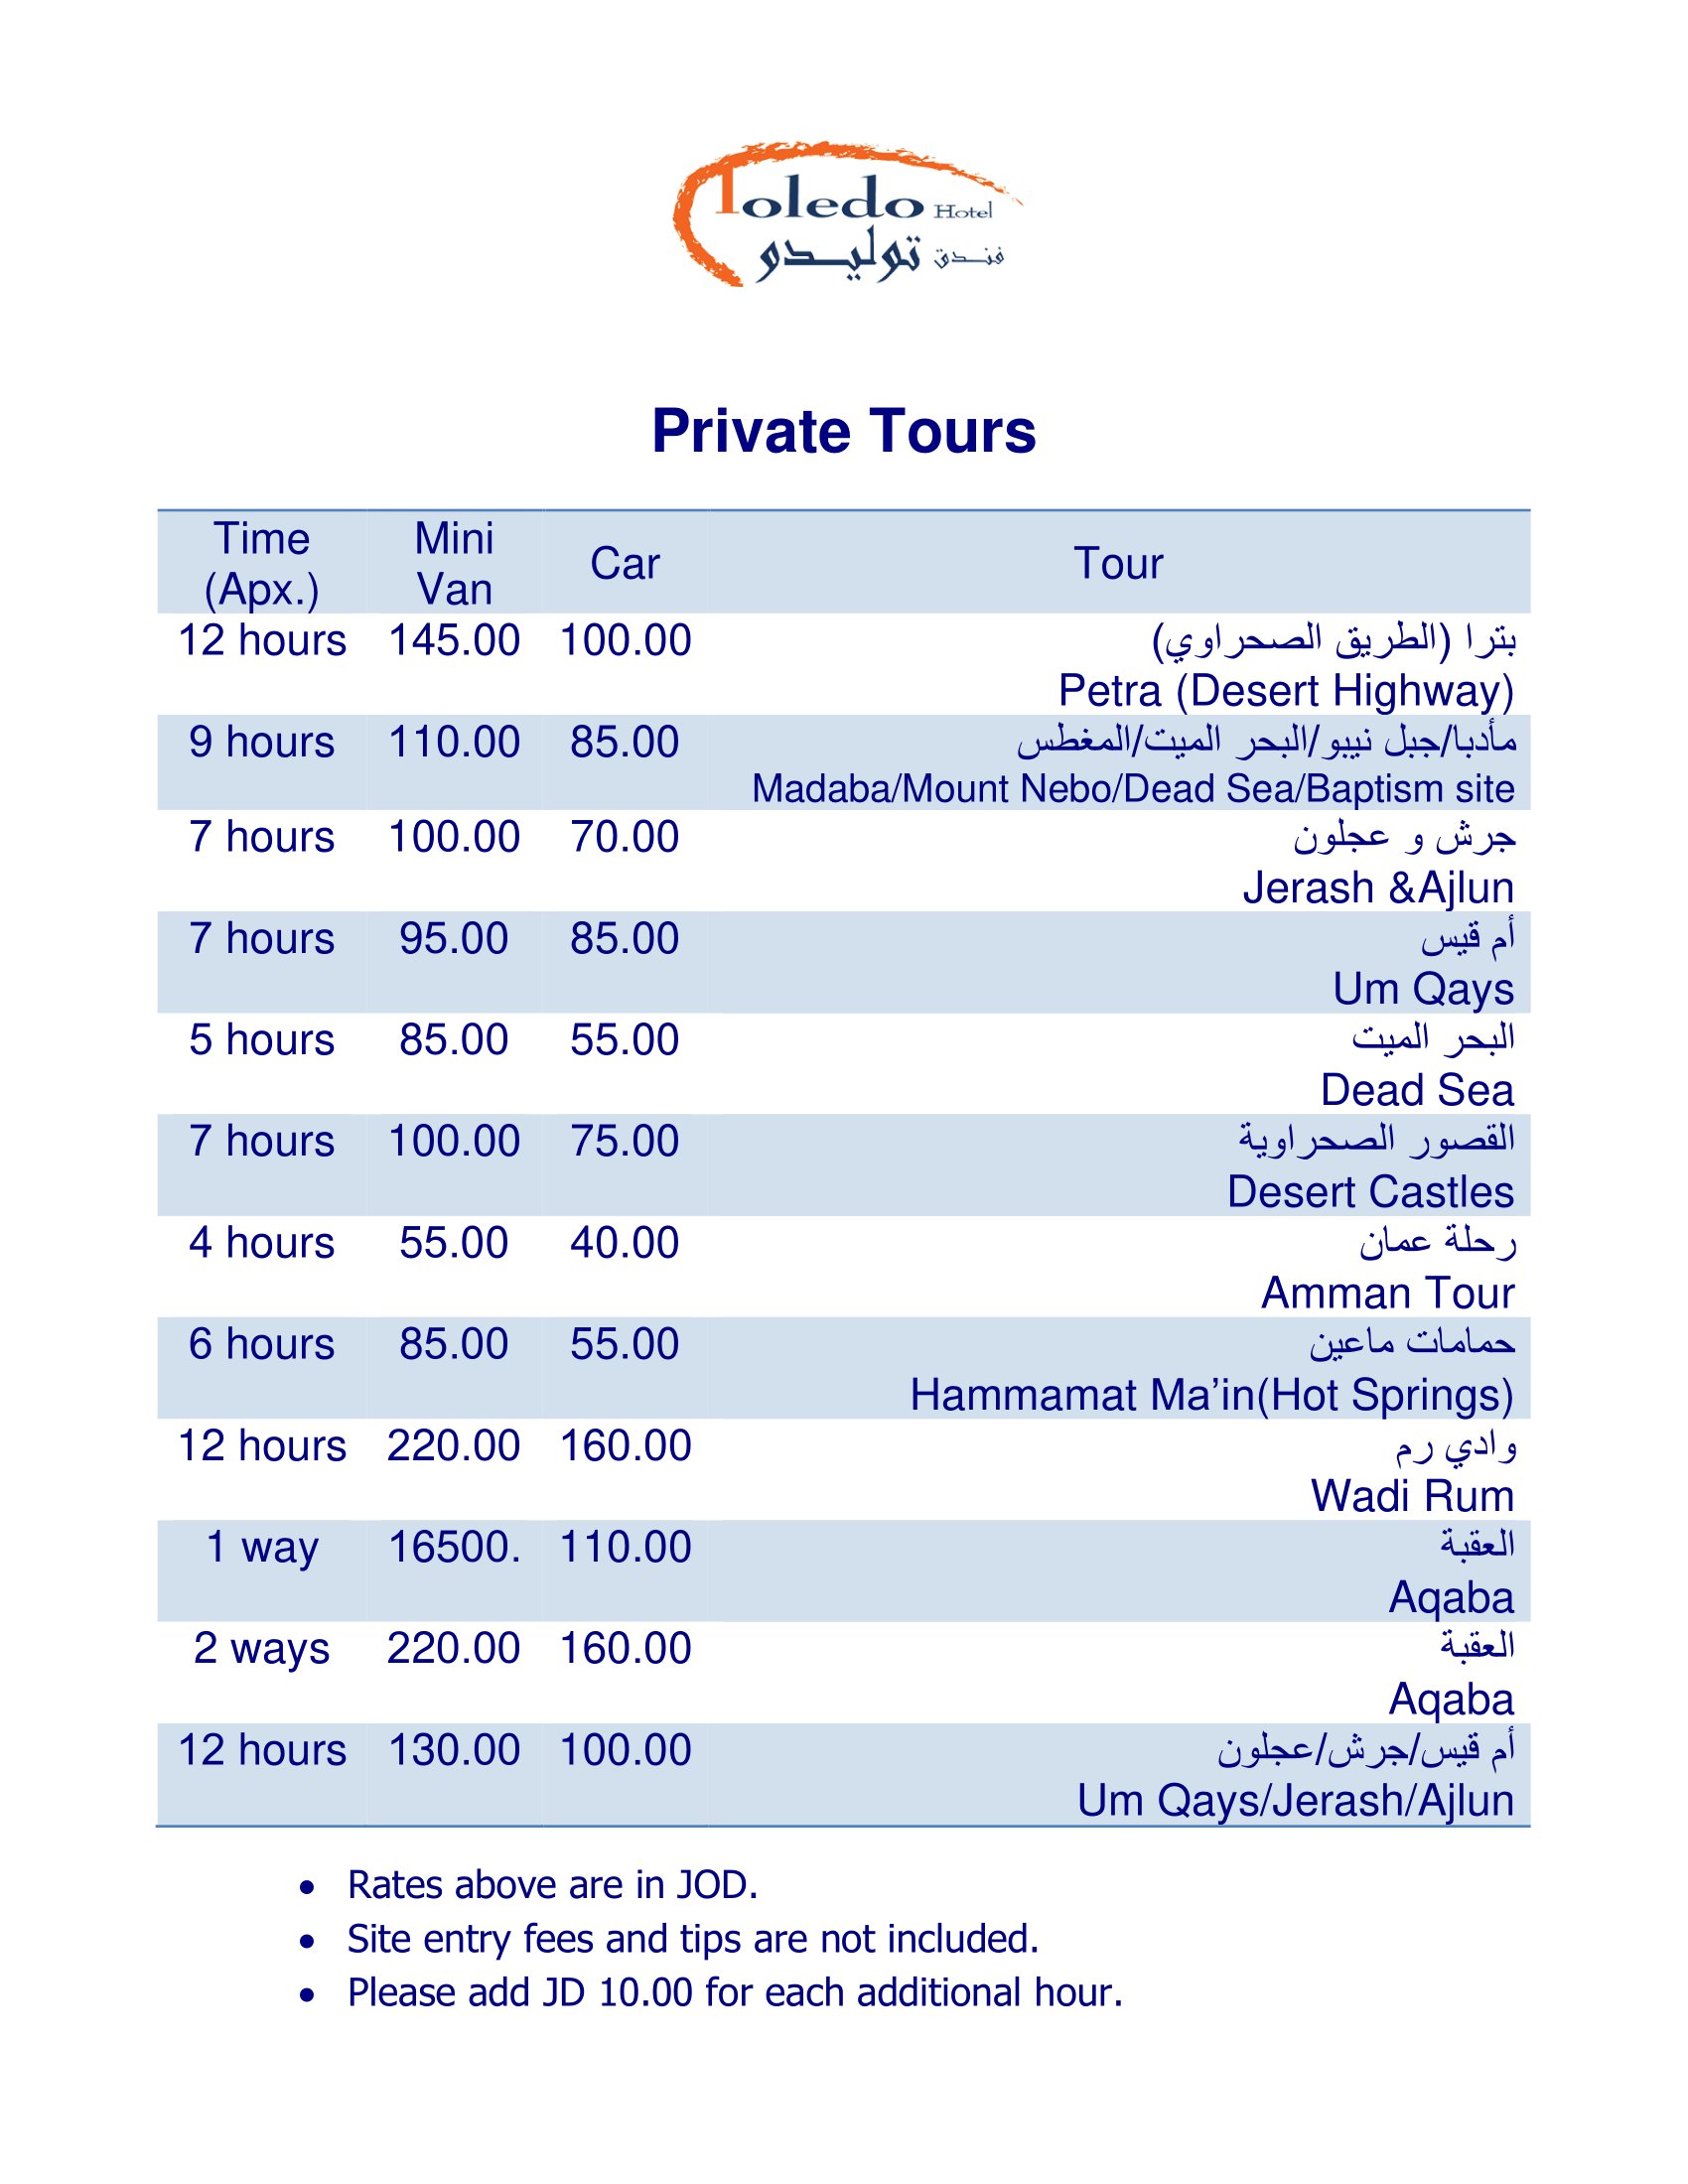 Toledo Hotel
فندق توليدو
Private Tours
Time (Apx.) Mini Van Car Tour
12 hours 145.00 100.00 بترا (الطريق الصحراوي)
Petra (Desert Highway)
9 hours 110.00 85.00 مأدبا/جبل نيبو/البحر الميت/المغطس
Madaba/Mount Nebo/Dead Sea/Baptism site
7 hours 100.00 70.00 جرش و عجلون
Jerash &Ajlun
7 hours 95.00 85.00 أم قيس
Um Qays
5 hours 85.00 55.00 البحر الميت
Dead Sea
7 hours 100.00 75.00 القصور الصحراوية
Desert Castles
4 hours 55.00 40.00 رحلة عمان
Amman Tour
6 hours 85.00 55.00 حمامات ماعين
Hammamat Ma’in(Hot Springs)
12 hours 220.00 160.00 وادي رم
Wadi Rum
1 way 16500. 110.00 العقبة
Aqaba
2 ways 220.00 160.00 العقبة
Aqaba
12 hours 130.00 100.00 أم قيس/جرش/عجلون
Um Qays/Jerash/Ajlun
• Rates above are in JOD.
• Site entry fees and tips are not included.
• Please add JD 10.00 for each additional hour.